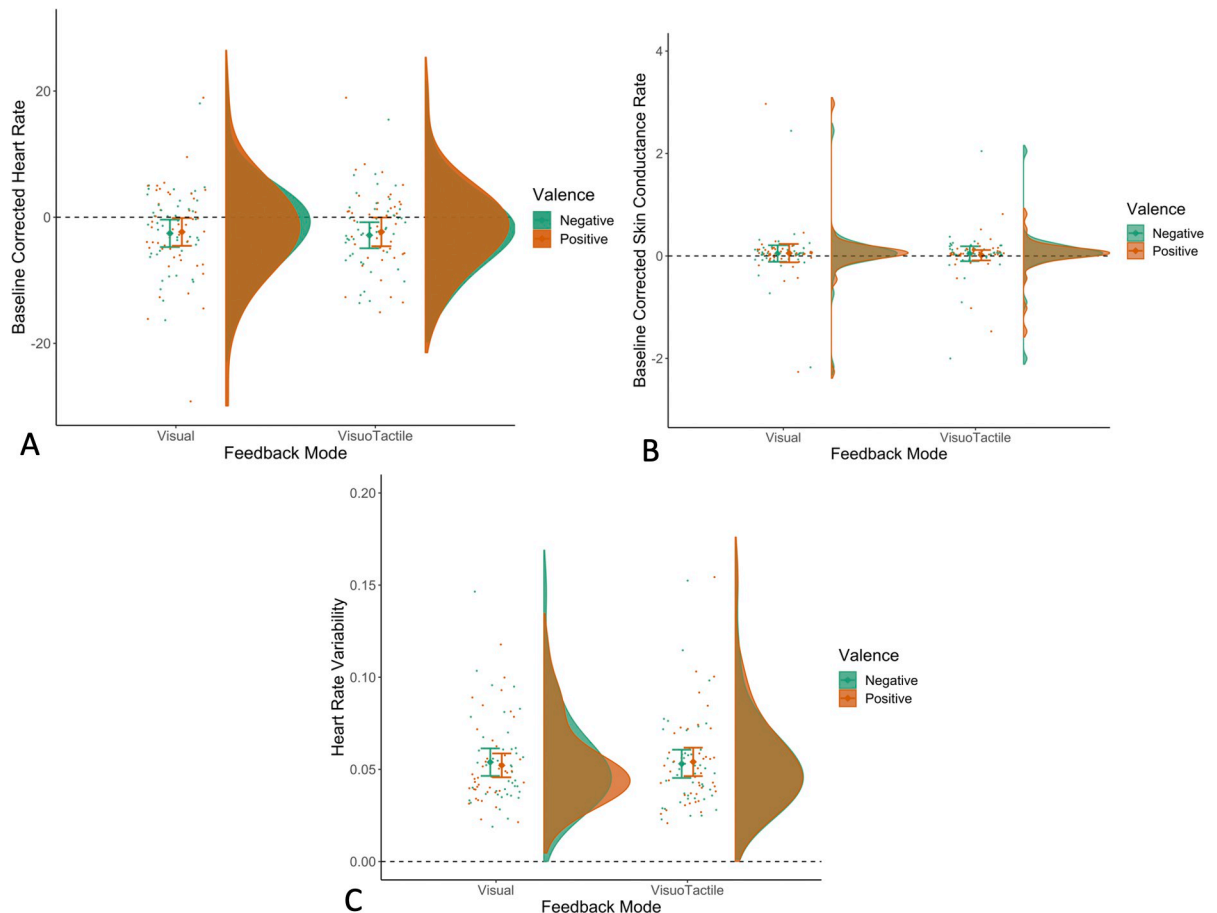 Baseline Corrected Heart Rate
20
0
-20
Visual
VisuoTactile
Feedback Mode
Valence
Negative
Positive
A
Baseline Corrected Skin Conductance Rate
4
2
0
-2
Visual
VisuoTactile
Feedback Mode
Valence
Negative
Positive
B
Heart Rate Variability
0.20
0.15
0.10
0.05
0.00
Visual
VisuoTactile
Feedback Mode
Valence
Negative
Positive
C